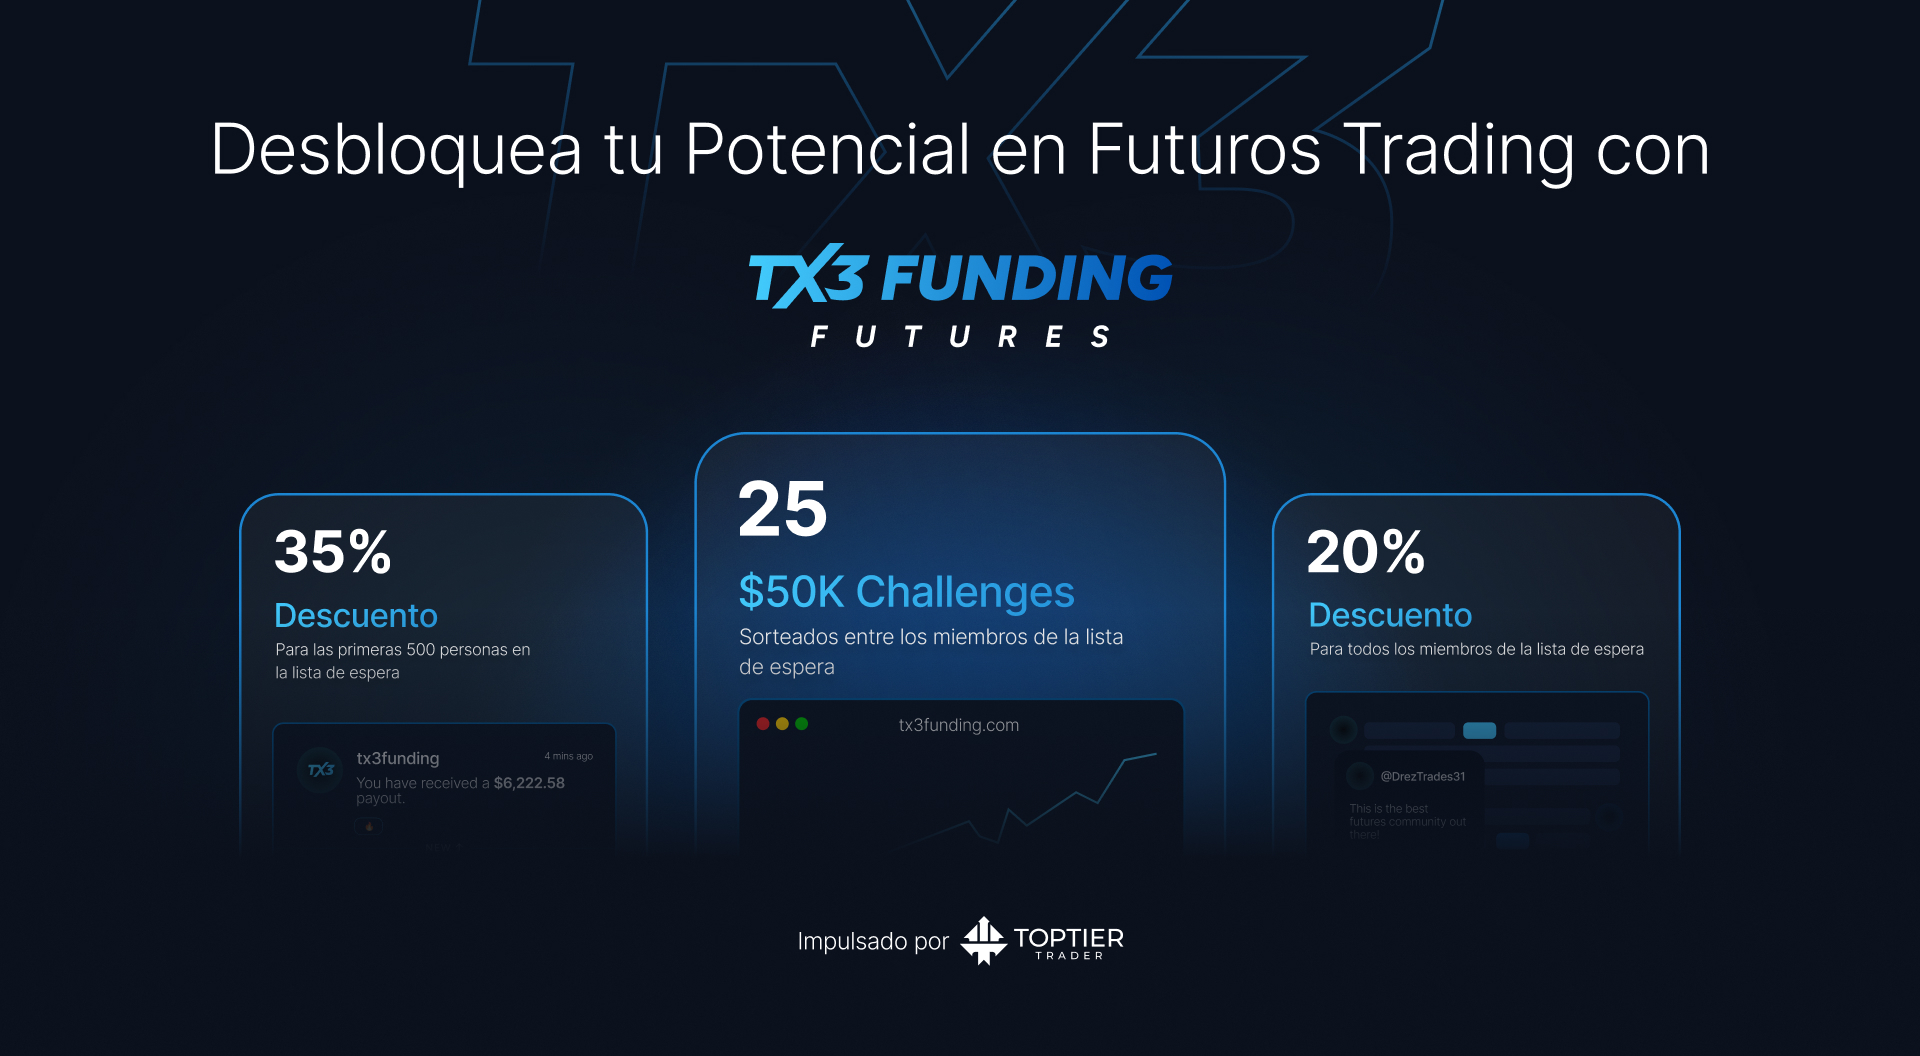 Desbloquea tu Potencial en Futuros Trading con
TX3 FUNDING
FUTURES
35%
Descuento
Para las primeras 500 personas en
la lista de espera
TX3
tx3funding
4 mins ago
You have received a $6,222.58
payout.
25
$50K Challenges
Sorteados entre los miembros de la lista
de espera
tx3funding.com
20%
Descuento
Para todos los miembros de la lista de espera
@DrezTrades31
This is the best
futures community out
there!
Impulsado por
TOPTIER
TRADER